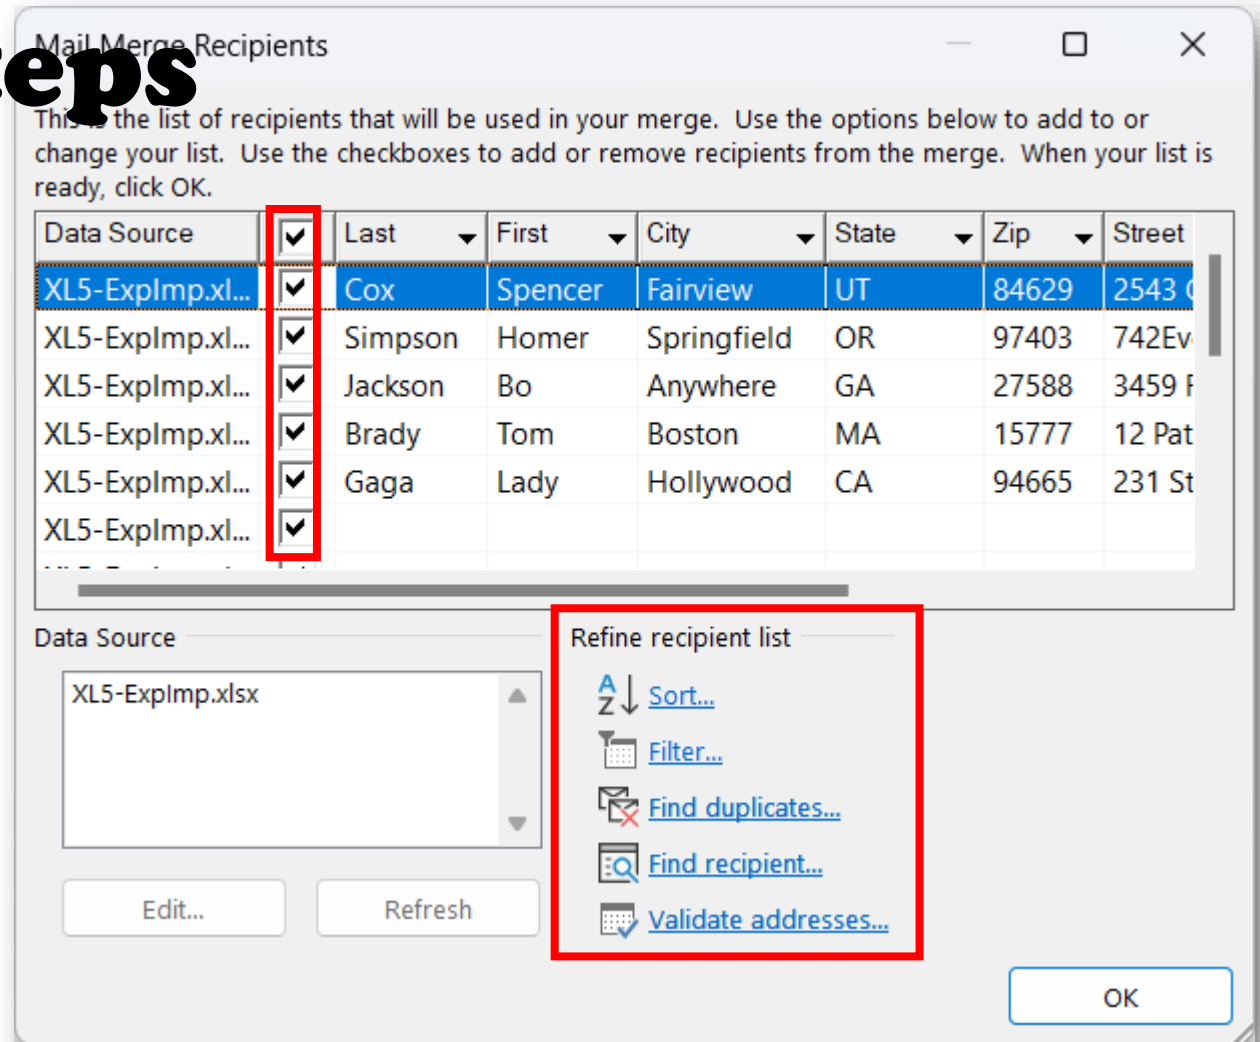 Mail Merge Recipients
teps
This is the list of recipients that will be used in your merge. Use the options below to add to or
change your list. Use the checkboxes to add or remove recipients from the merge. When your list is
ready, click OK.
Data Source Last First City State Zip Street
XL5-ExpImp.xl... Cox Spencer Fairview UT 84629 2543
XL5-ExpImp.xl... Simpson Homer Springfield OR 97403 742Ev
XL5-ExpImp.xl... Jackson Bo Anywhere GA 27588 3459
XL5-ExpImp.xl... Brady Tom Boston MA 15777 12 Pat
XL5-ExpImp.xl... Gaga Lady Hollywood CA 94665 231 St
XL5-ExpImp.xl...
Data Source
XL5-ExpImp.xlsx
Edit... Refresh
Refine recipient list
Sort...
Filter...
Find duplicates...
Find recipient...
Validate addresses...
OK